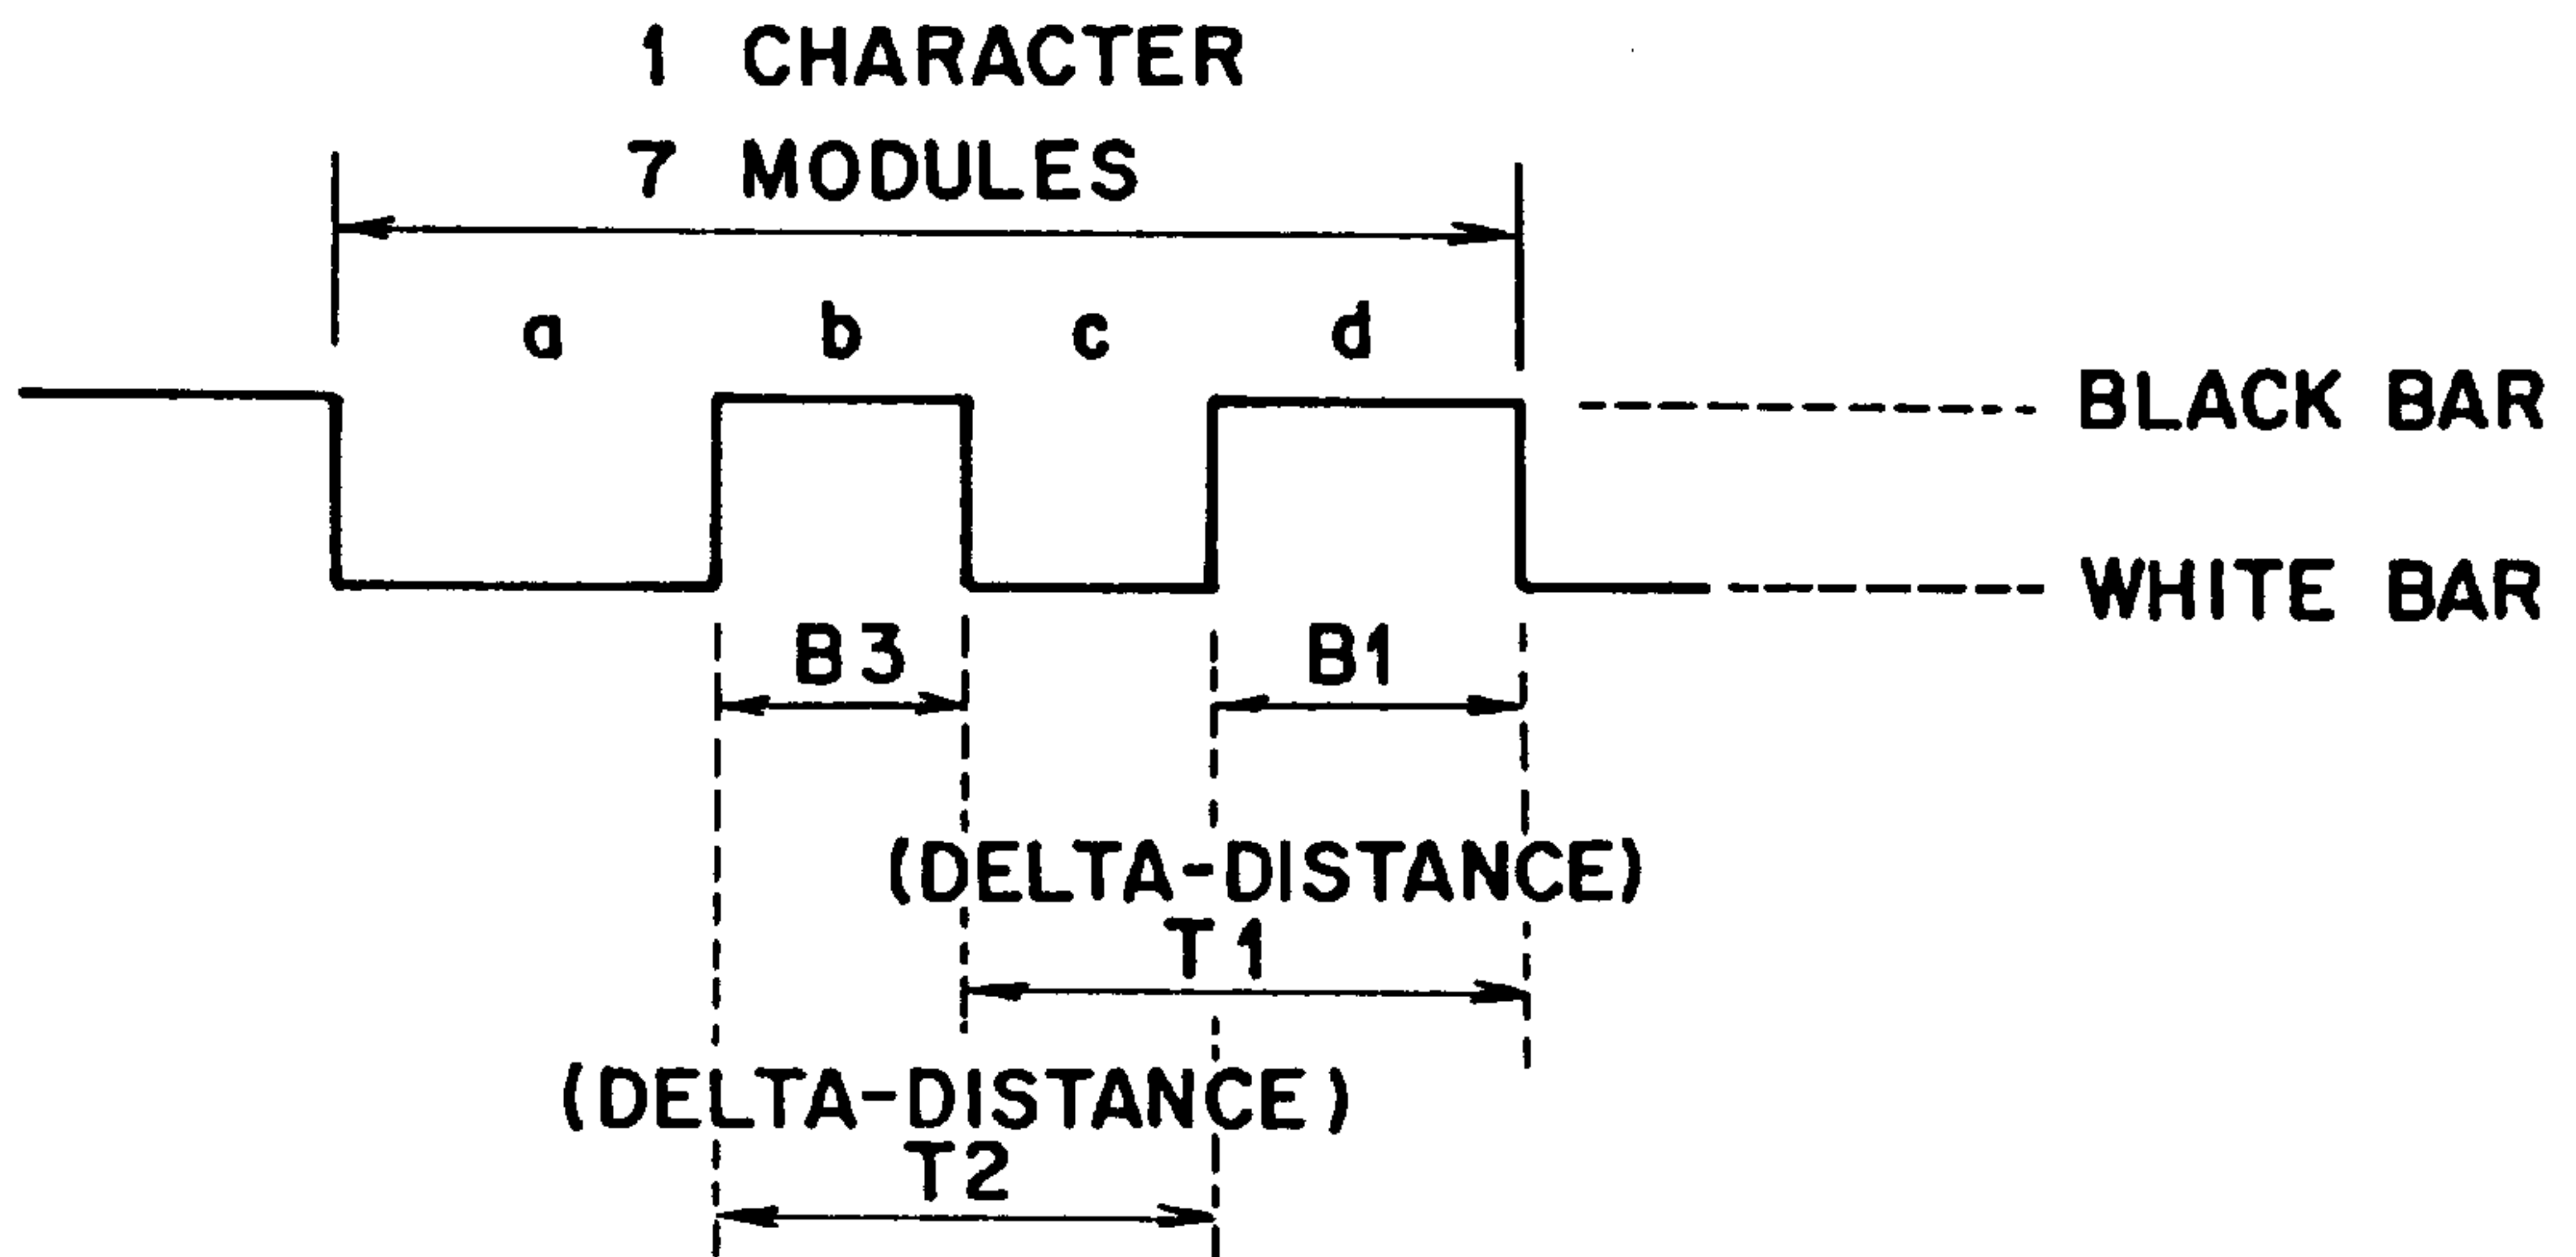 1 CHARACTER
7 MODULES
a b c d
BLACK BAR
WHITE BAR
B3 B1
(DELTA-DISTANCE)
T1
(DELTA-DISTANCE)
T2